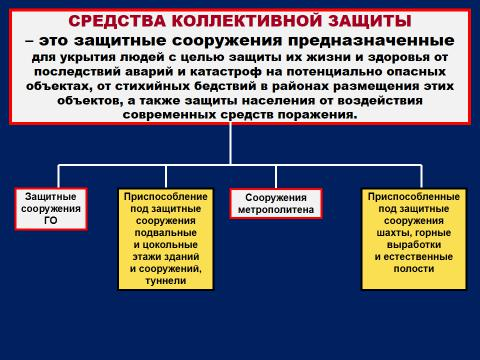 СРЕДСТВА КОЛЛЕКТИВНОЙ ЗАЩИТЫ
– это защитные сооружения предназначенные
для укрытия людей с целью защиты их жизни и здоровья от
последствий аварий и катастроф на потенциально опасных
объектах, от стихийных бедствий в районах размещения этих
объектов, а также защиты населения от воздействия
современных средств поражения.
Защитные
сооружения
ГО
Приспособление
под защитные
сооружения
подвальные
и цокольные
этажи зданий
и сооружений,
туннели
Сооружения
метрополитена
Приспособленные
под защитные
сооружения
шахты, горные
выработки
и естественные
полости